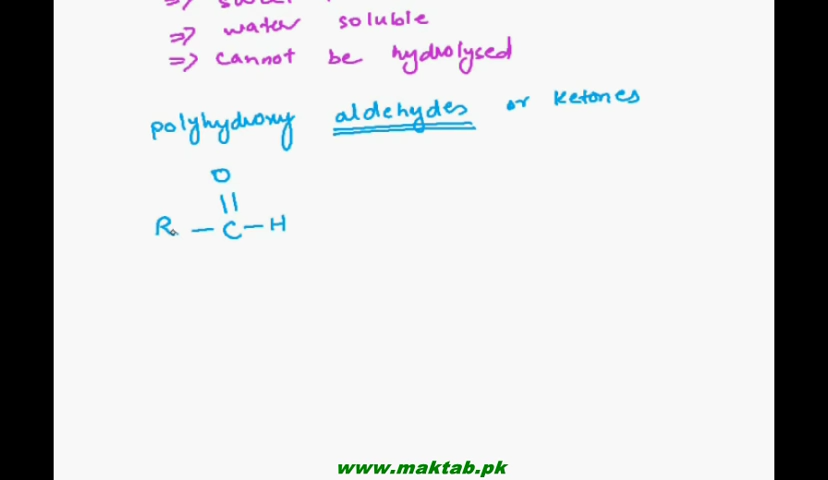 => water soluble
=> cannot be hydrolysed
polyhydroxy aldehydes or ketones
O
||
R - C - H
www.maktab.pk